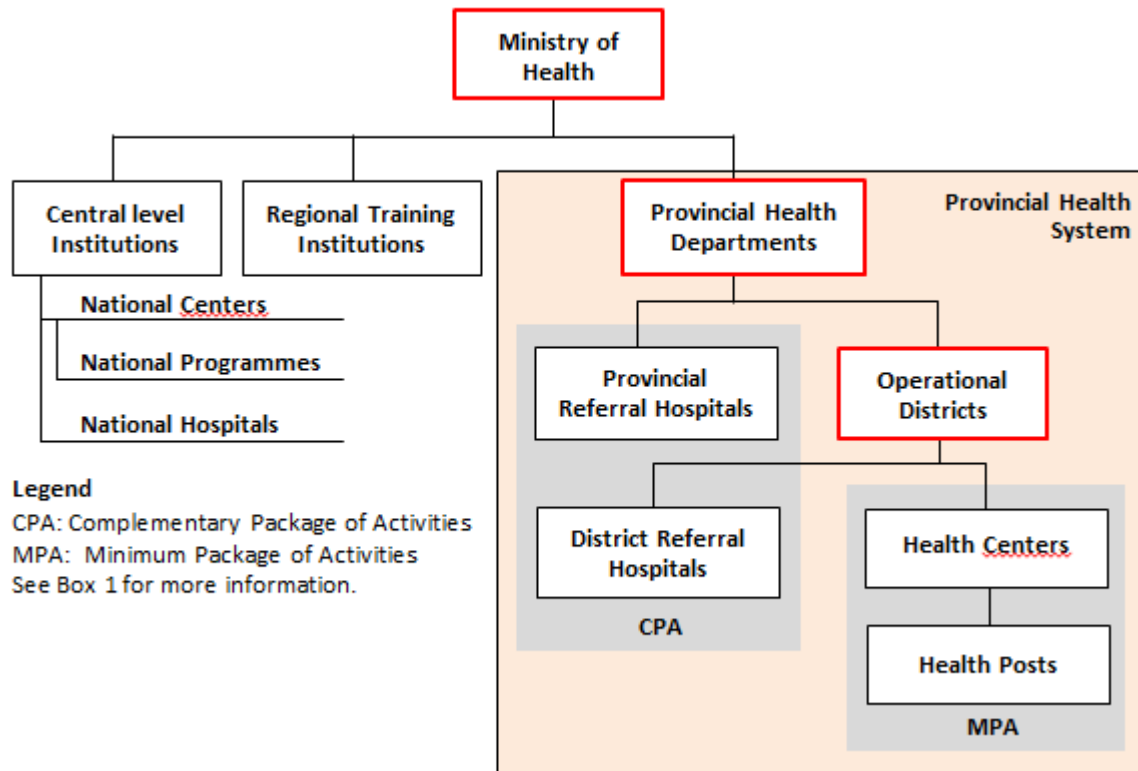 Ministry of
Health
Central level
Institutions
Regional Training
Institutions
Provincial Health
Departments
Provincial Health
System
National Centers
National Programmes
National Hospitals
Provincial
Referral Hospitals
Operational
Districts
Legend
CPA: Complementary Package of Activities
MPA: Minimum Package of Activities
See Box 1 for more information.
District Referral
Hospitals
CPA
Health Centers
Health Posts
MPA